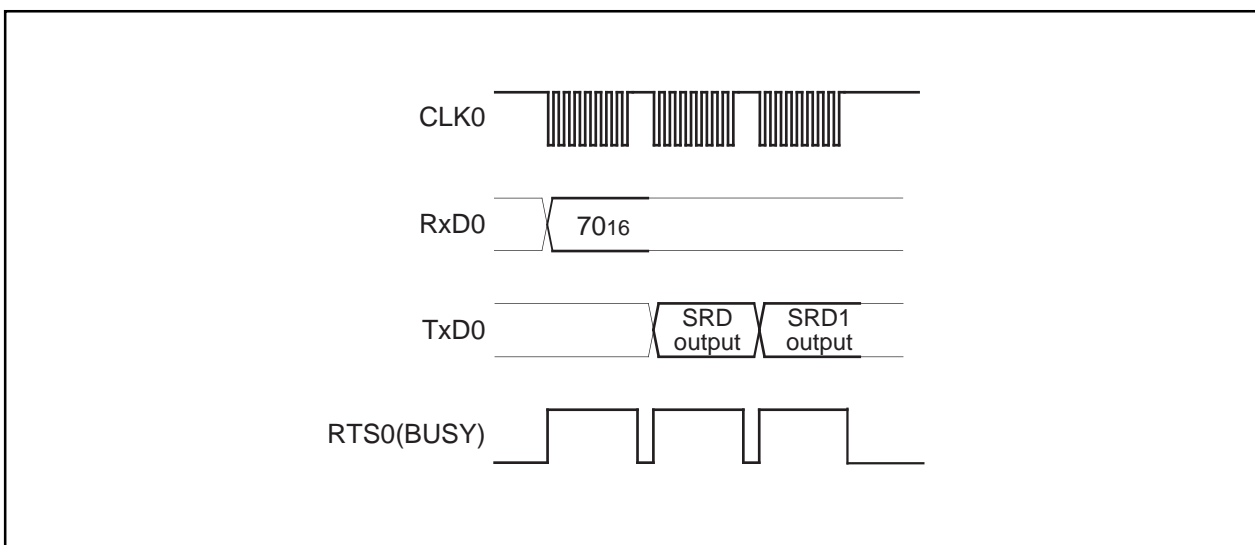 CLK0
RxD0
7016
TxD0
SRD
output
SRD1
output
RTS0(BUSY)